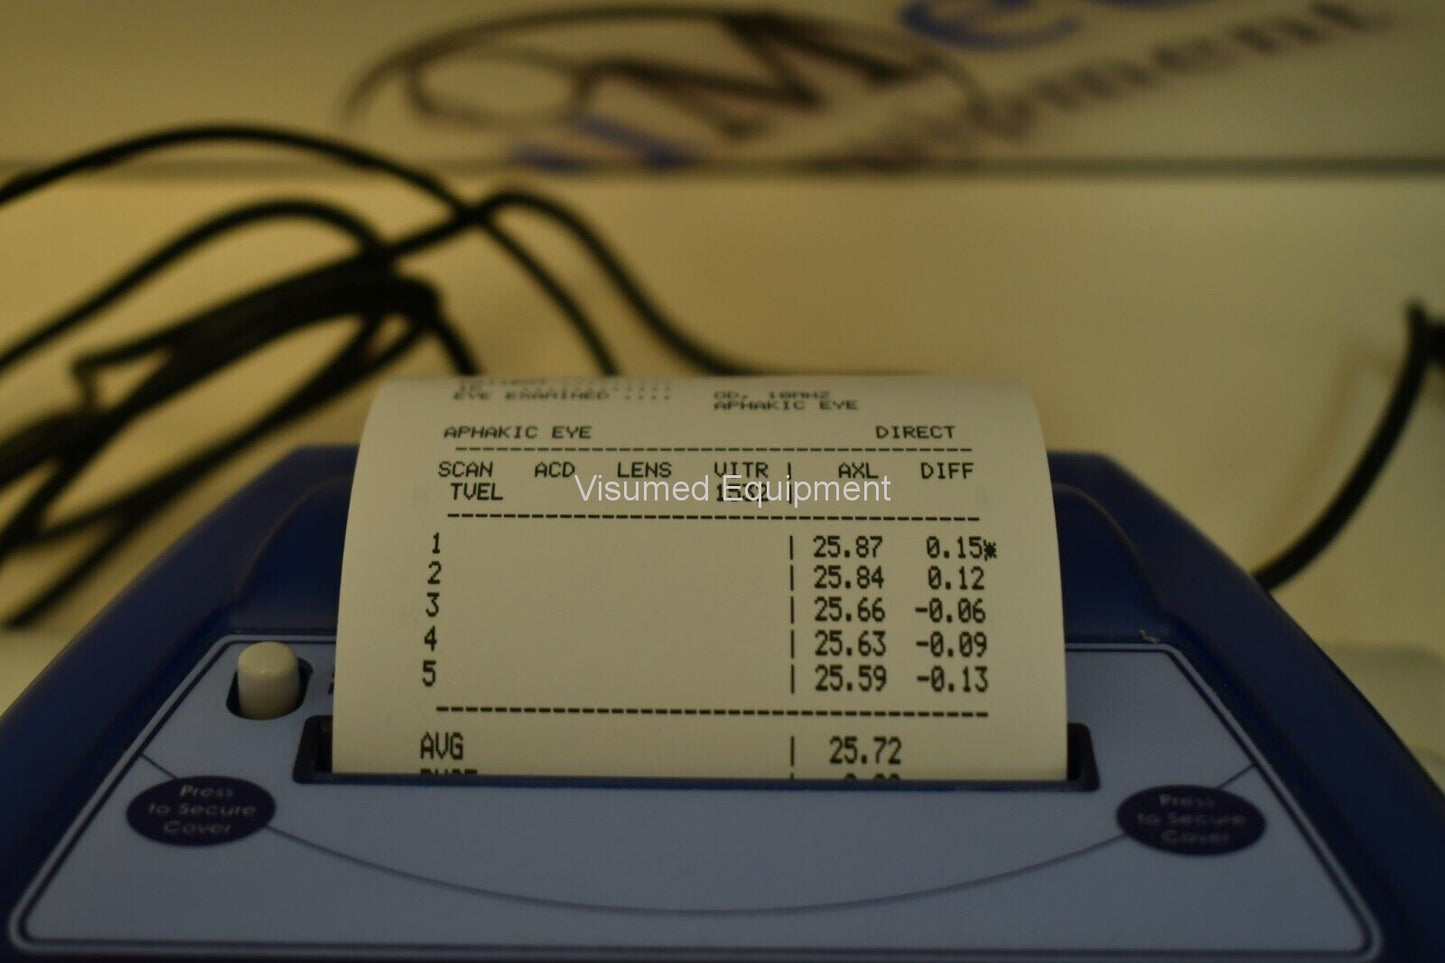 EYE EXAMINED .... OD, 10MHZ
APHAKIC EYE
APHAKIC EYE DIRECT
SCAN ACD LENS VITR | AXL DIFF
TVEL 1532 |
Visumed Equipment
1 | 25.87 0.15*
2 | 25.84 0.12
3 | 25.66 -0.06
4 | 25.63 -0.09
5 | 25.59 -0.13
AVG | 25.72
Press
to Secure
Cover
Press
to Secure
Cover